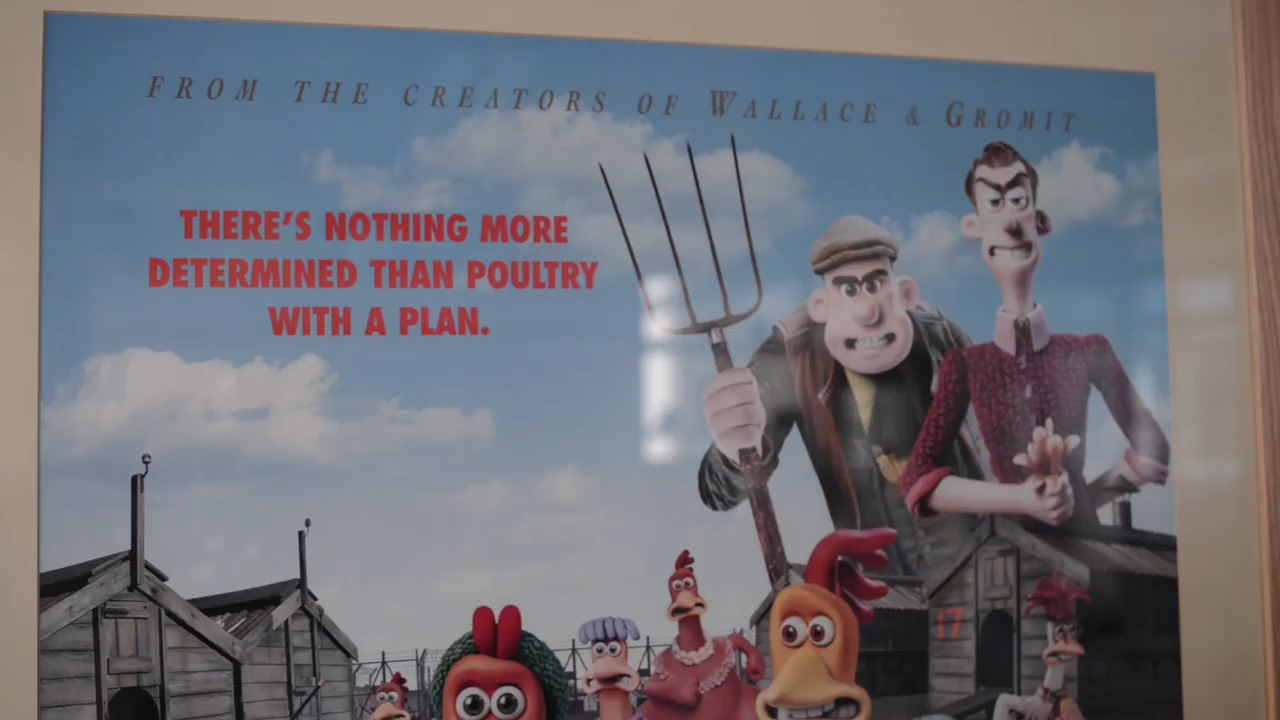 FROM THE CREATORS OF WALLACE & GROMIT
THERE'S NOTHING MORE
DETERMINED THAN POULTRY
WITH A PLAN.
17